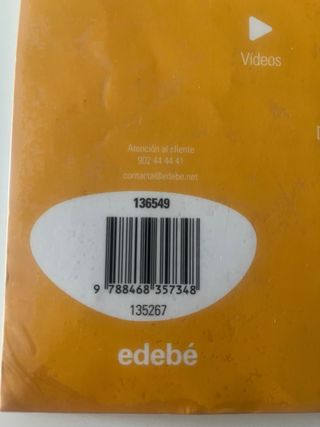 Vídeos
Atención al cliente
902 44 44 41
contacta@edebe.net
136549
9 788468 357348
135267
edebé